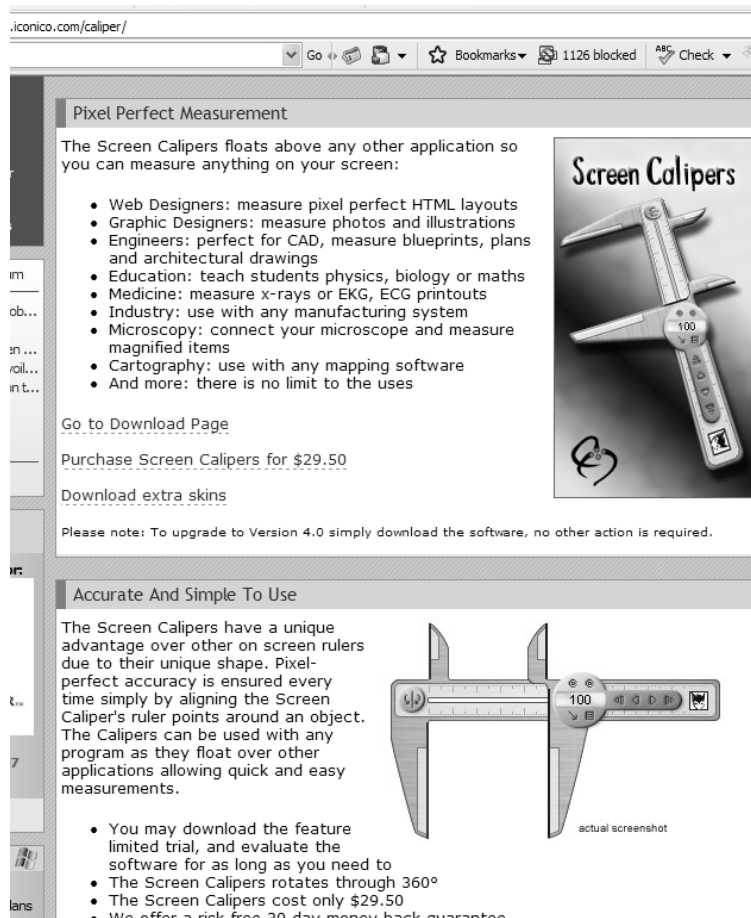 .iconico.com/caliper/
Go
Bookmarks
1126 blocked
ABC
Check
Pixel Perfect Measurement
The Screen Calipers floats above any other application so
you can measure anything on your screen:
• Web Designers: measure pixel perfect HTML layouts
• Graphic Designers: measure photos and illustrations
• Engineers: perfect for CAD, measure blueprints, plans
and architectural drawings
• Education: teach students physics, biology or maths
• Medicine: measure x-rays or EKG, ECG printouts
• Industry: use with any manufacturing system
• Microscopy: connect your microscope and measure
magnified items
• Cartography: use with any mapping software
• And more: there is no limit to the uses
Go to Download Page
Purchase Screen Calipers for $29.50
Download extra skins
Please note: To upgrade to Version 4.0 simply download the software, no other action is required.
Screen Calipers
100
Accurate And Simple To Use
The Screen Calipers have a unique
advantage over other on screen rulers
due to their unique shape. Pixel-
perfect accuracy is ensured every
time simply by aligning the Screen
Caliper's ruler points around an object.
The Calipers can be used with any
program as they float over other
applications allowing quick and easy
measurements.
100
actual screenshot
• You may download the feature
limited trial, and evaluate the
software for as long as you need to
• The Screen Calipers rotates through 360°
• The Screen Calipers cost only $29.50
• We offer a risk free 30 day money back guarantee